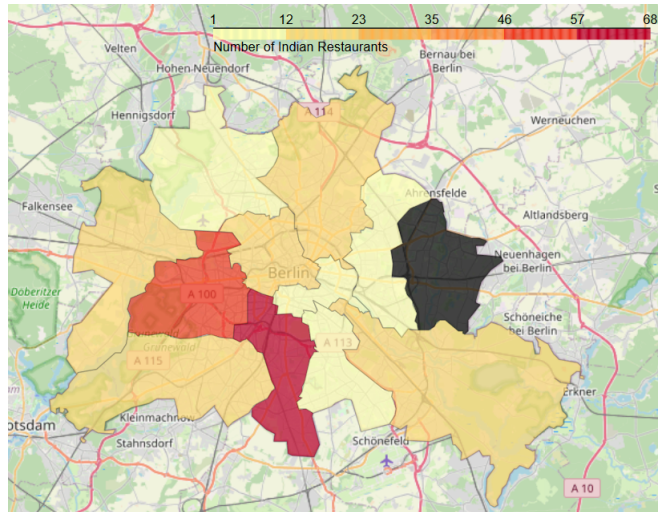 1 12 23 35 46 57 68
Number of Indian Restaurants
Velten
Bernau bei
Berlin
Hohen Neuendorf
A 114
A 11
Hennigsdorf
Werneuchen
Ahrensfelde
Falkensee
Altlandsberg
Neuenhagen
bei Berlin
Berlin
Döberitzer
Heide
A 100
Schöneiche
bei Berlin
Grunewald
A 113
A 115
Erkner
Kleinmachnow
otsdam
Stahnsdorf
Schönefeld
A 10